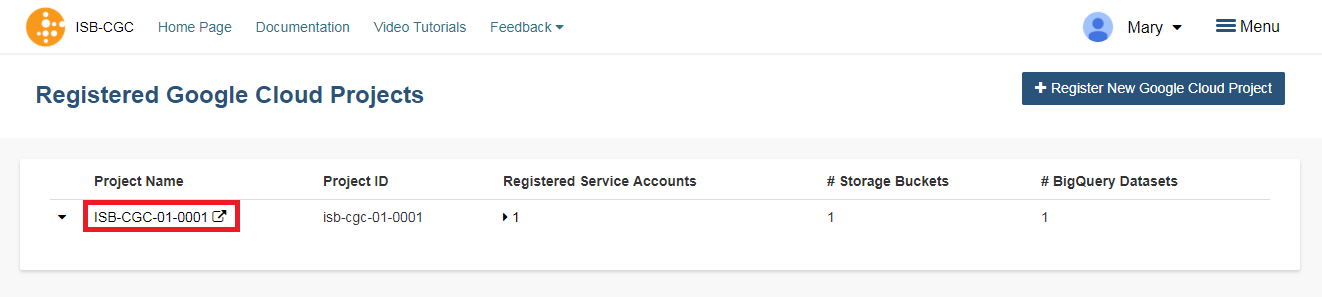 ISB-CGC Home Page Documentation Video Tutorials Feedback Mary Menu
Registered Google Cloud Projects
+ Register New Google Cloud Project
Project Name Project ID Registered Service Accounts # Storage Buckets # BigQuery Datasets
ISB-CGC-01-0001 isb-cgc-01-0001 1 1 1